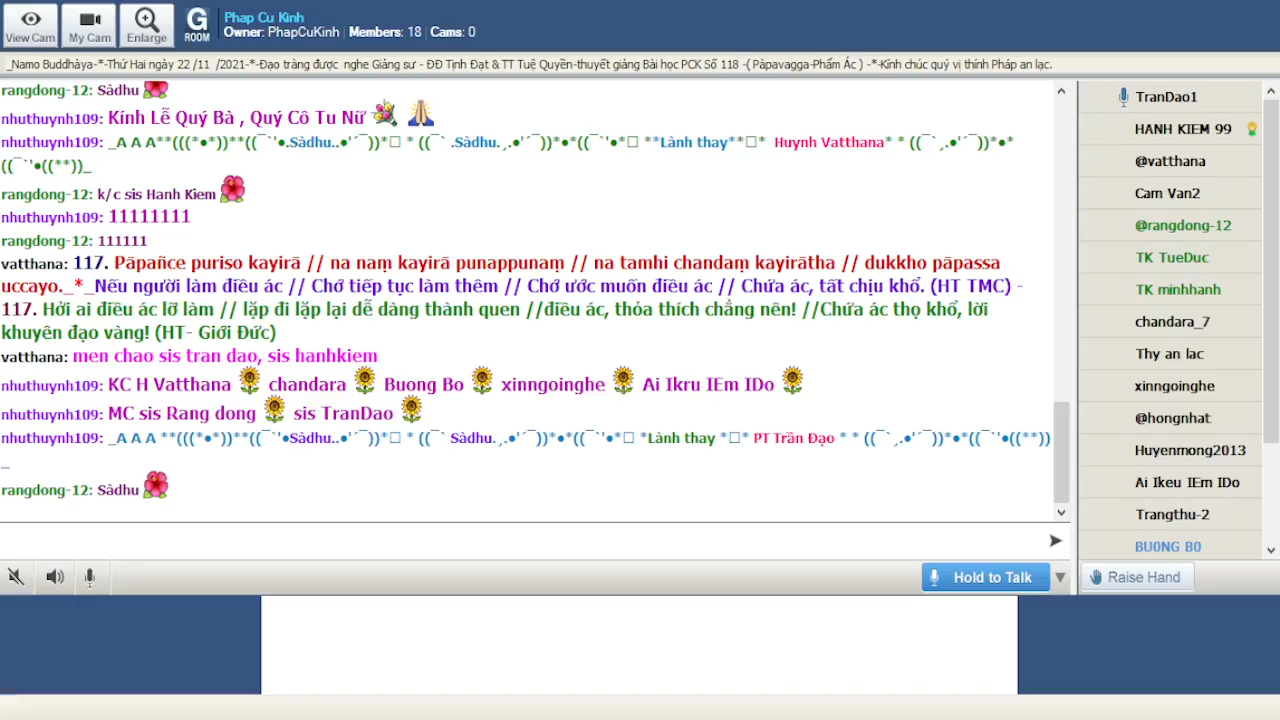 View Cam
My Cam
Enlarge
G
ROOM
Phap Cu Kinh
Owner: PhapCuKinh | Members: 18 | Cams: 0
_Namo Buddhàya-*-Thứ Hai ngày 22 /11 /2021-*-Đạo tràng được nghe Giảng sư - ĐĐ Tịnh Đạt & TT Tuệ Quyền-thuyết giảng Bài học PCK Số 118 -( Pàpavagga-Phẩm Ác ) -*-Kính chúc quý vị thính Pháp an lạc.
rangdong-12: Sàdhu
nhuthuynh109: Kính Lễ Quý Bà , Quý Cô Tu Nữ
nhuthuynh109: _A A A**(((*•*))**((¯`'•.Sàdhu..•'´¯))*□ * ((¯` .Sàdhu.¸.•'´¯))*•*((¯`'•*□ **Lành thay**□* Huynh Vatthana* * ((¯`¸.•'´¯))*•*
((¯`'•((**))_
rangdong-12: k/c sis Hanh Kiem
nhuthuynh109: 11111111
rangdong-12: 111111
vatthana: 117. Pāpañce puriso kayirā // na naṃ kayirā punappunaṃ // na tamhi chandaṃ kayirātha // dukkho pāpassa
uccayo._*_Nếu người làm điều ác // Chớ tiếp tục làm thêm // Chớ ước muốn điều ác // Chứa ác, tất chịu khổ. (HT TMC) -
117. Hởi ai điều ác lỡ làm // lặp đi lặp lại dễ dàng thành quen //điều ác, thỏa thích chẳng nên! //Chứa ác thọ khổ, lời
khuyên đạo vàng! (HT- Giới Đức)
vatthana: men chao sis tran dao, sis hanhkiem
nhuthuynh109: KC H Vatthana chandara Buong Bo xinngoinghe Ai Ikru IEm IDo
nhuthuynh109: MC sis Rang dong sis TranDao
nhuthuynh109: _A A A **(((*•*))**((¯`'•Sàdhu..•'´¯))*□ * ((¯` Sàdhu.¸.•'´¯))*•*((¯`'•*□ *Lành thay *□* PT Trần Đạo * * ((¯`¸.•'´¯))*•*((¯`'•((**))
_
rangdong-12: Sàdhu
TranDao1
HANH KIEM 99
@vatthana
Cam Van2
@rangdong-12
TK TueDuc
TK minhhanh
chandara_7
Thy an lac
xinngoinghe
@hongnhat
Huyenmong2013
Ai Ikeu IEm IDo
Trangthu-2
BU0NG B0
Hold to Talk
Raise Hand